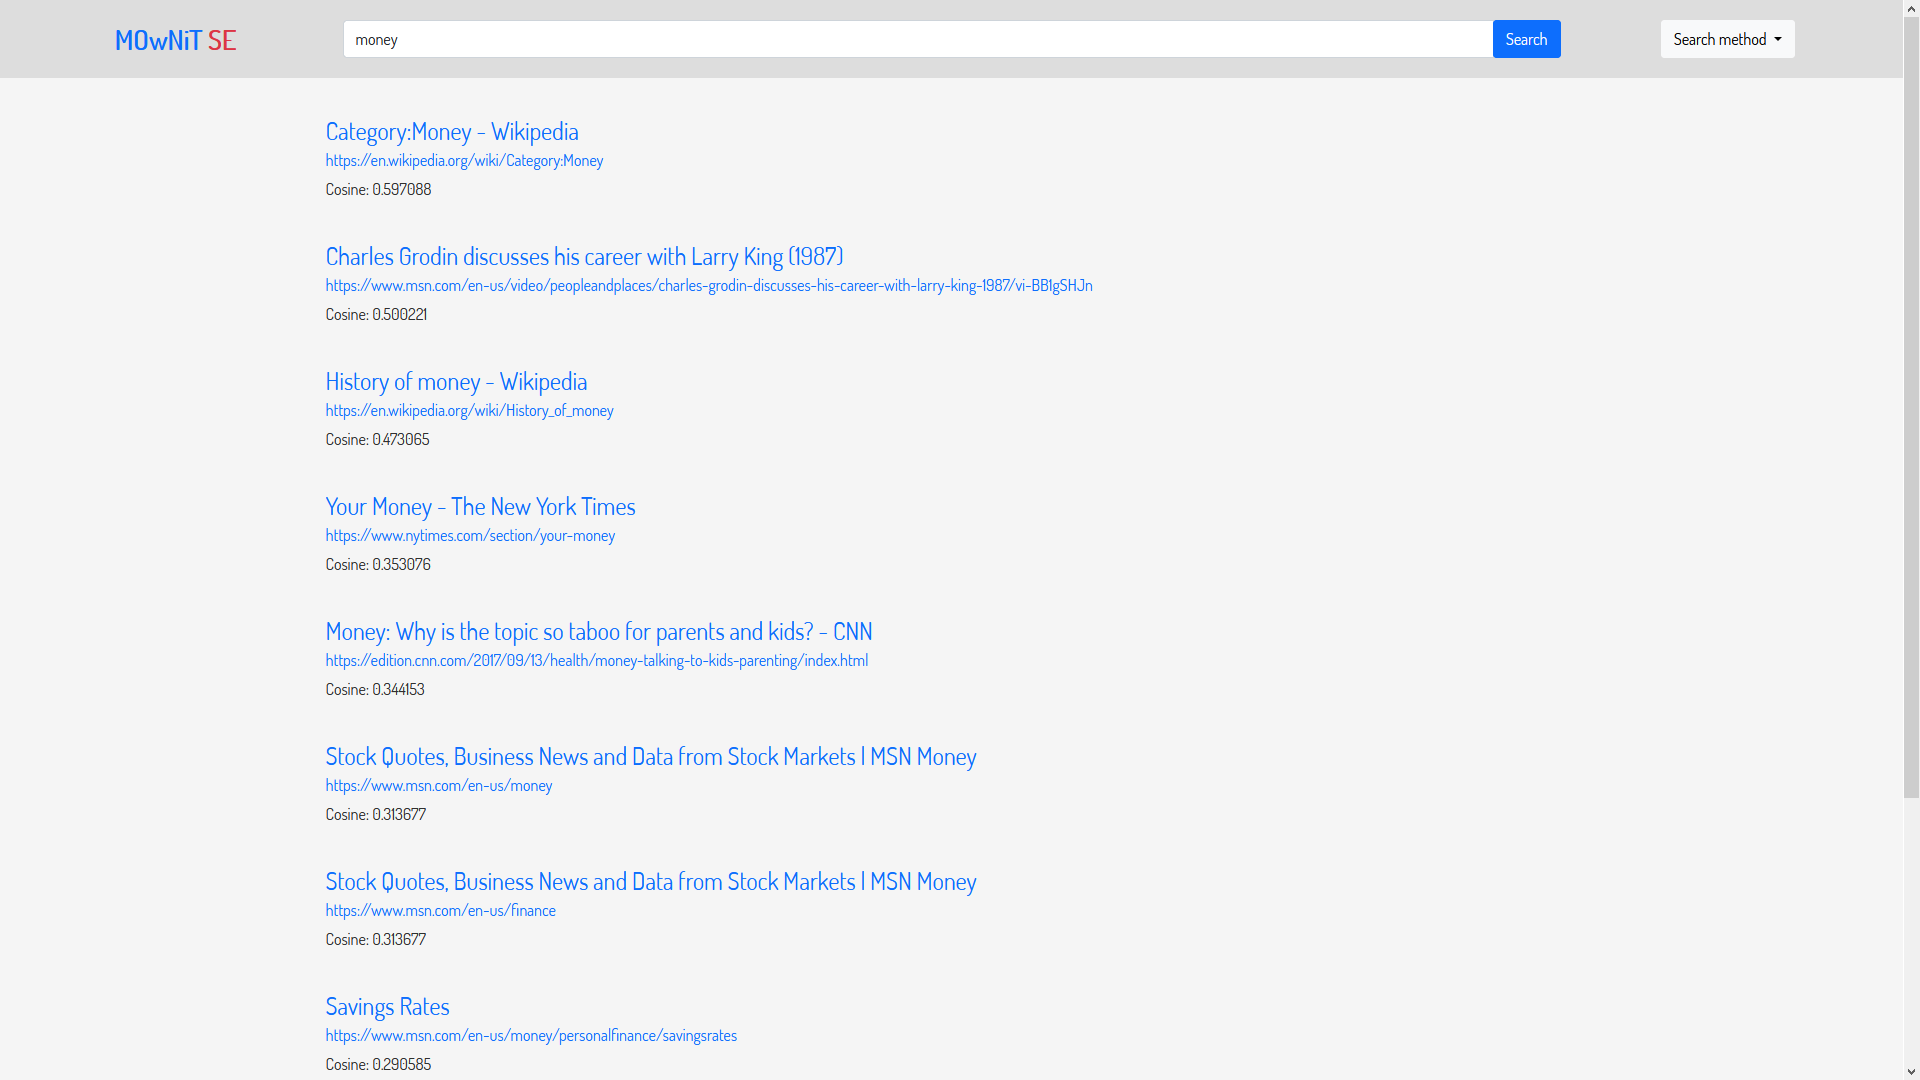 MOwNiT SE
money
Search
Search method
Category:Money - Wikipedia
https://en.wikipedia.org/wiki/Category:Money
Cosine: 0.597088
Charles Grodin discusses his career with Larry King (1987)
https://www.msn.com/en-us/video/peopleandplaces/charles-grodin-discusses-his-career-with-larry-king-1987/vi-BB1gSHJn
Cosine: 0.500221
History of money - Wikipedia
https://en.wikipedia.org/wiki/History_of_money
Cosine: 0.473065
Your Money - The New York Times
https://www.nytimes.com/section/your-money
Cosine: 0.353076
Money: Why is the topic so taboo for parents and kids? - CNN
https://edition.cnn.com/2017/09/13/health/money-talking-to-kids-parenting/index.html
Cosine: 0.344153
Stock Quotes, Business News and Data from Stock Markets | MSN Money
https://www.msn.com/en-us/money
Cosine: 0.313677
Stock Quotes, Business News and Data from Stock Markets | MSN Money
https://www.msn.com/en-us/finance
Cosine: 0.313677
Savings Rates
https://www.msn.com/en-us/money/personalfinance/savingsrates
Cosine: 0.290585